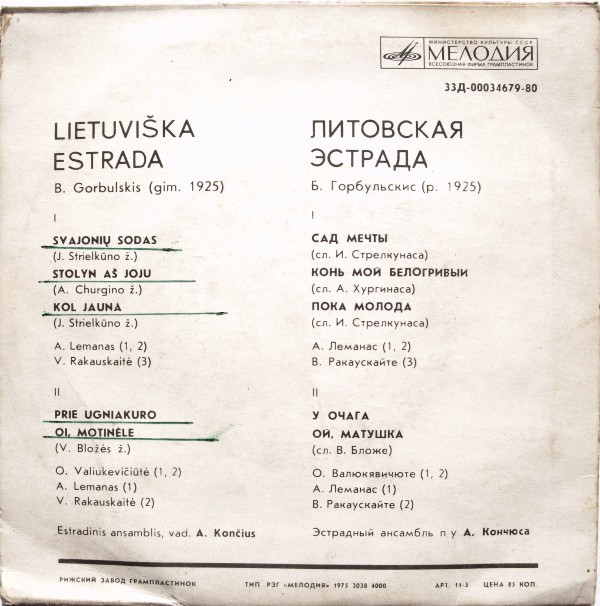 МИНИСТЕРСТВО КУЛЬТУРЫ СССР
МЕЛОДИЯ
ВСЕСОЮЗНАЯ ФИРМА ГРАМПЛАСТИНОК
33Д-00034679-80
LIETUVIŠKA
ESTRADA
B. Gorbulskis (gim. 1925)
I
SVAJONIŲ SODAS
(J. Strielkūno ž.)
STOLYN AŠ JOJU
(A. Churgino ž.)
KOL JAUNA
(J. Strielkūno ž.)
A. Lemanas (1, 2)
V. Rakauskaitė (3)
II
PRIE UGNIAKURO
OI, MOTINĖLE
(V. Bložės ž.)
O. Valiukevičiūtė (1, 2)
A. Lemanas (1)
V. Rakauskaitė (2)
Estradinis ansamblis, vad. A. Končius
ЛИТОВСКАЯ
ЭСТРАДА
Б. Горбульскис (р. 1925)
I
САД МЕЧТЫ
(сл. И. Стрелкунаса)
КОНЬ МОЙ БЕЛОГРИВЫЙ
(сл. А. Хургинаса)
ПОКА МОЛОДА
(сл. И. Стрелкунаса)
А. Леманас (1, 2)
В. Ракаускайте (3)
II
У ОЧАГА
ОЙ, МАТУШКА
(сл. В. Бложе)
О. Валюкявичюте (1, 2)
А. Леманас (1)
В. Ракаускайте (2)
Эстрадный ансамбль п/у А. Кончюса
РИЖСКИЙ ЗАВОД ГРАМПЛАСТИНОК ТИП. РЗГ «МЕЛОДИЯ» 1975 3038 4000 АРТ. 11-3 ЦЕНА 85 КОП.